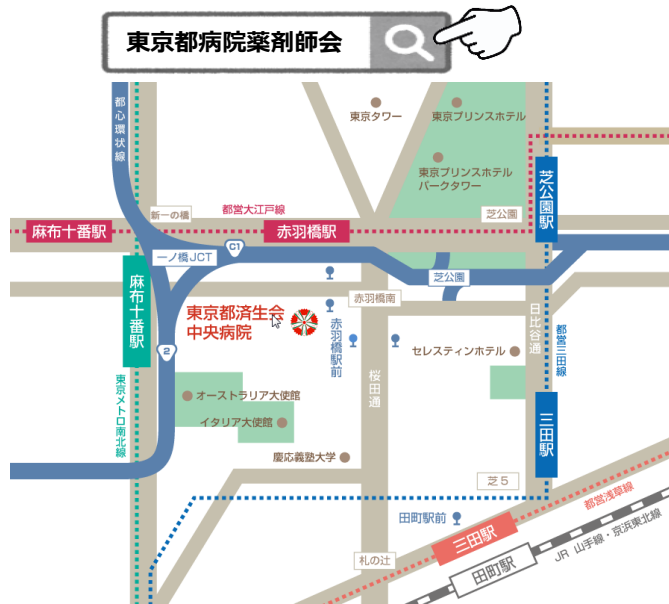 東京都病院薬剤師会
都心環状線
東京タワー
東京プリンスホテル
東京プリンスホテル
パークタワー
芝公園駅
新一の橋
都営大江戸線
芝公園
麻布十番駅
赤羽橋駅
C1
一ノ橋JCT
芝公園
麻布十番駅
赤羽橋南
東京都済生会
中央病院
赤羽橋駅前
日比谷通
都営三田線
2
セレスティンホテル
東京メトロ南北線
桜田通
オーストラリア大使館
イタリア大使館
三田駅
慶応義塾大学
芝5
都営浅草線
田町駅前
三田駅
JR 山手線・京浜東北線
札の辻
田町駅